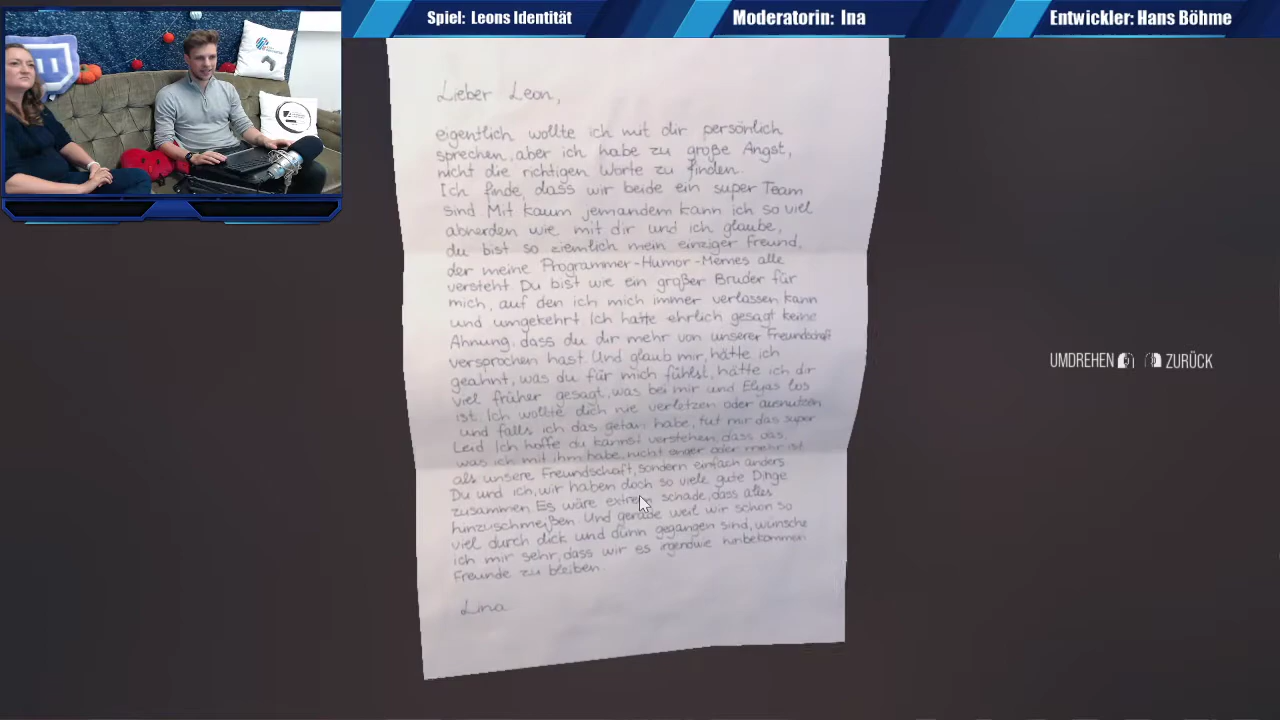 Spiel: Leons Identität
Moderatorin: Ina
Entwickler: Hans Böhme
Lieber Leon,
eigentlich wollte ich mit dir persönlich
sprechen, aber ich habe zu große Angst,
nicht die richtigen Worte zu finden.
Ich finde, dass wir beide ein super Team
sind. Mit kaum jemandem kann ich so viel
abnerden wie mit dir und ich glaube,
du bist so ziemlich mein einziger Freund,
der meine Programmer-Humor-Memes alle
versteht. Du bist wie ein großer Bruder für
mich, auf den ich mich immer verlassen kann
und umgekehrt. Ich hatte ehrlich gesagt keine
Ahnung, dass du dir mehr von unserer Freundschaft
versprochen hast. Und glaub mir, hätte ich
geahnt, was du für mich fühlst, hätte ich dir
viel früher gesagt, was bei mir und Elyas los
ist. Ich wollte dich nie verletzen oder ausnutzen
und falls ich das getan habe, tut mir das super
Leid. Ich hoffe du kannst verstehen, dass das,
was ich mit ihm habe, nicht enger oder mehr ist
als unsere Freundschaft, sondern einfach anders.
Du und ich, wir haben doch so viele gute Dinge
zusammen. Es wäre extrem schade, dass alles
hinzuschmeißen. Und gerade weil wir schon so
viel durch dick und dünn gegangen sind, wünsche
ich mir sehr, dass wir es irgendwie hinbekommen
Freunde zu bleiben.
Lina
UMDREHEN ZURÜCK